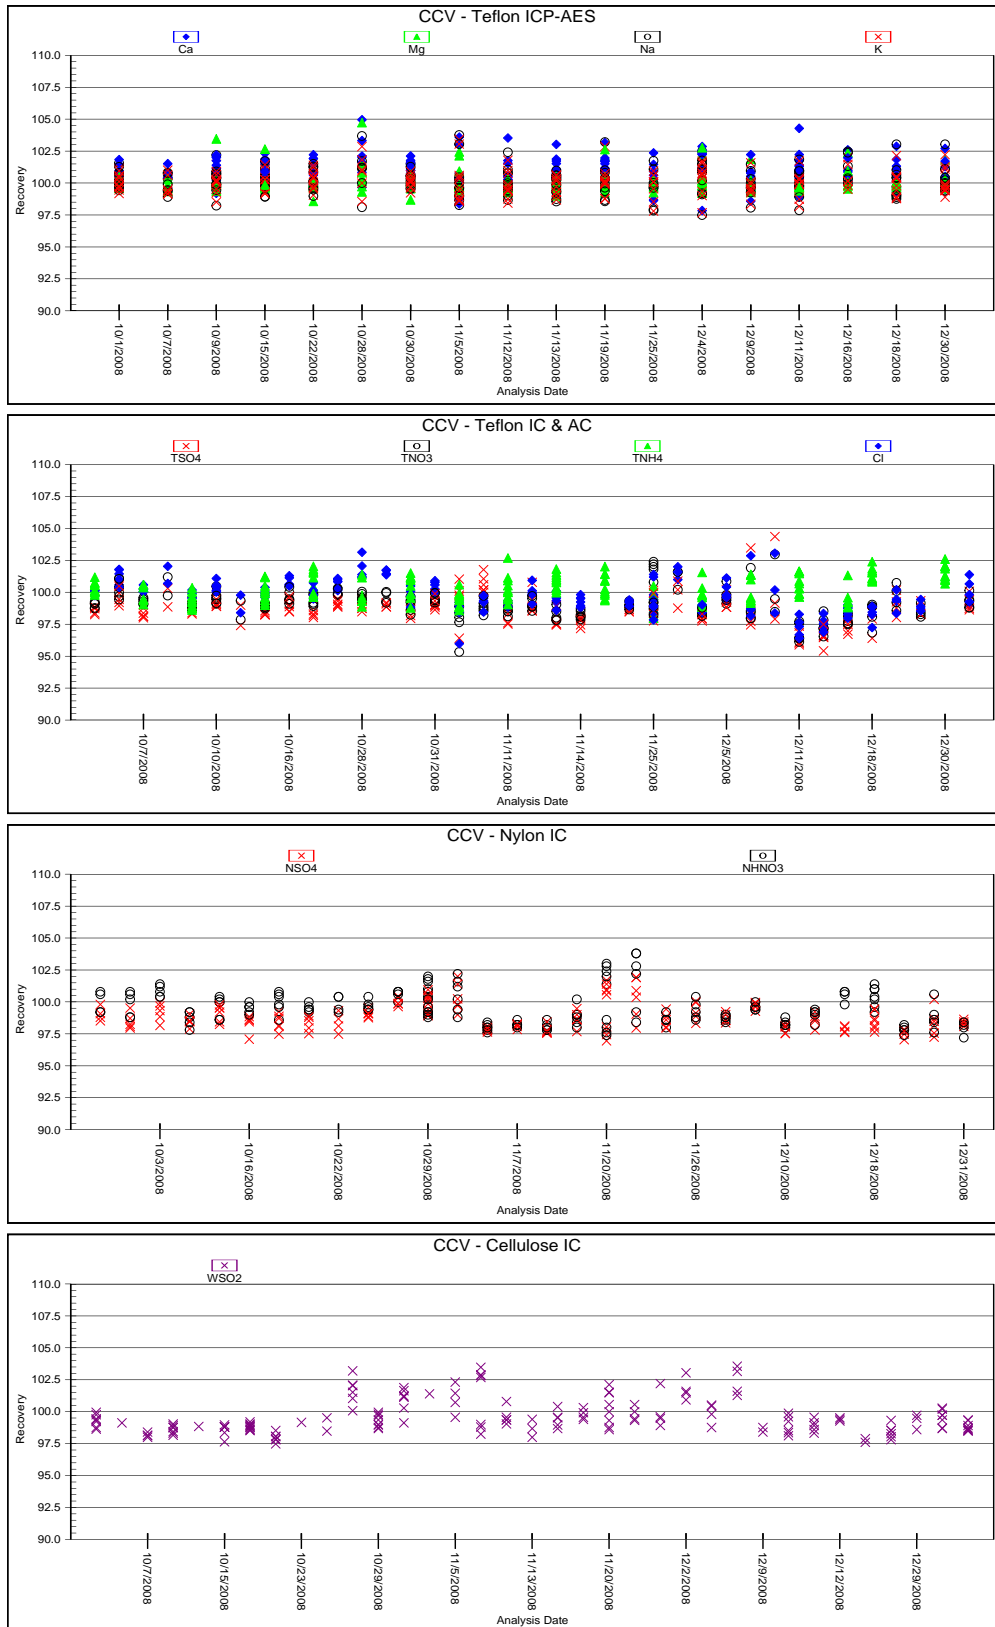 CCV - Teflon ICP-AES
Ca Mg Na K
110.0
107.5
105.0
102.5
100.0
97.5
95.0
92.5
90.0
Recovery
10/1/2008 10/7/2008 10/9/2008 10/15/2008 10/22/2008 10/28/2008 10/30/2008 11/5/2008 11/12/2008 11/13/2008 11/19/2008 11/25/2008 12/4/2008 12/9/2008 12/11/2008 12/16/2008 12/18/2008 12/30/2008
Analysis Date
CCV - Teflon IC & AC
TSO4 TNO3 TNH4 Cl
110.0
107.5
105.0
102.5
100.0
97.5
95.0
92.5
90.0
Recovery
10/7/2008 10/10/2008 10/16/2008 10/28/2008 10/31/2008 11/11/2008 11/14/2008 11/25/2008 12/5/2008 12/11/2008 12/18/2008 12/30/2008
Analysis Date
CCV - Nylon IC
NSO4 NHNO3
110.0
107.5
105.0
102.5
100.0
97.5
95.0
92.5
90.0
Recovery
10/3/2008 10/16/2008 10/22/2008 10/29/2008 11/7/2008 11/20/2008 11/26/2008 12/10/2008 12/18/2008 12/31/2008
Analysis Date
CCV - Cellulose IC
WSO2
110.0
107.5
105.0
102.5
100.0
97.5
95.0
92.5
90.0
Recovery
10/7/2008 10/15/2008 10/23/2008 10/29/2008 11/5/2008 11/13/2008 11/20/2008 12/2/2008 12/9/2008 12/12/2008 12/29/2008
Analysis Date